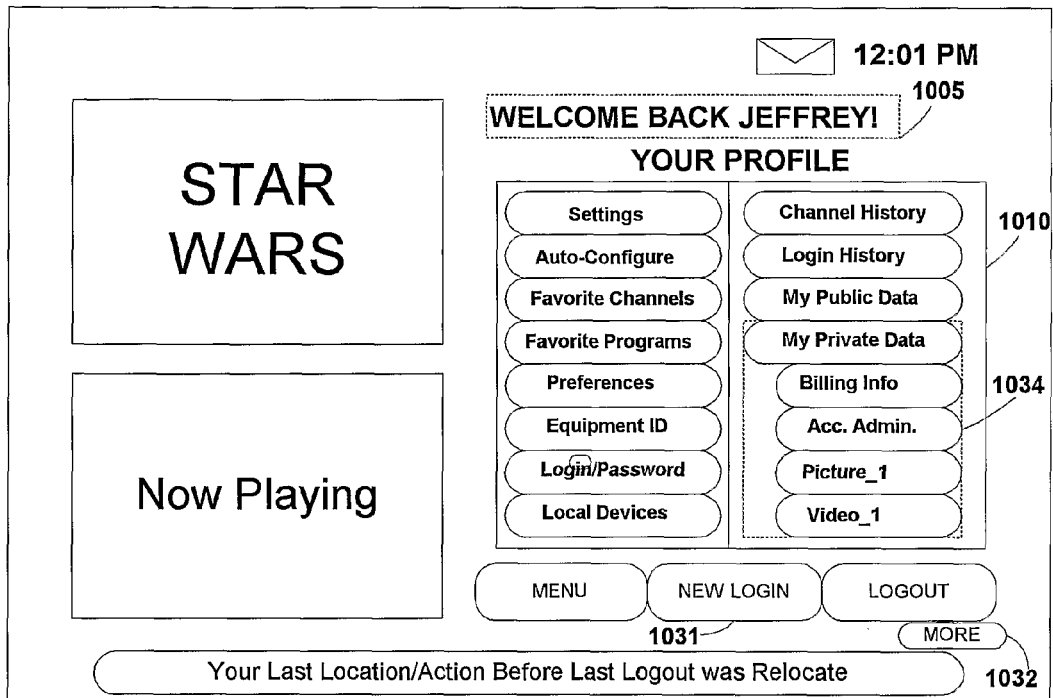 12:01 PM
1005
WELCOME BACK JEFFREY!
YOUR PROFILE
STAR
WARS
Settings
Auto-Configure
Favorite Channels
Favorite Programs
Preferences
Equipment ID
Login/Password
Local Devices
Channel History
Login History
My Public Data
My Private Data
Billing Info
Acc. Admin.
Picture_1
Video_1
1010
1034
Now Playing
MENU
NEW LOGIN
LOGOUT
1031
MORE
1032
Your Last Location/Action Before Last Logout was Relocate